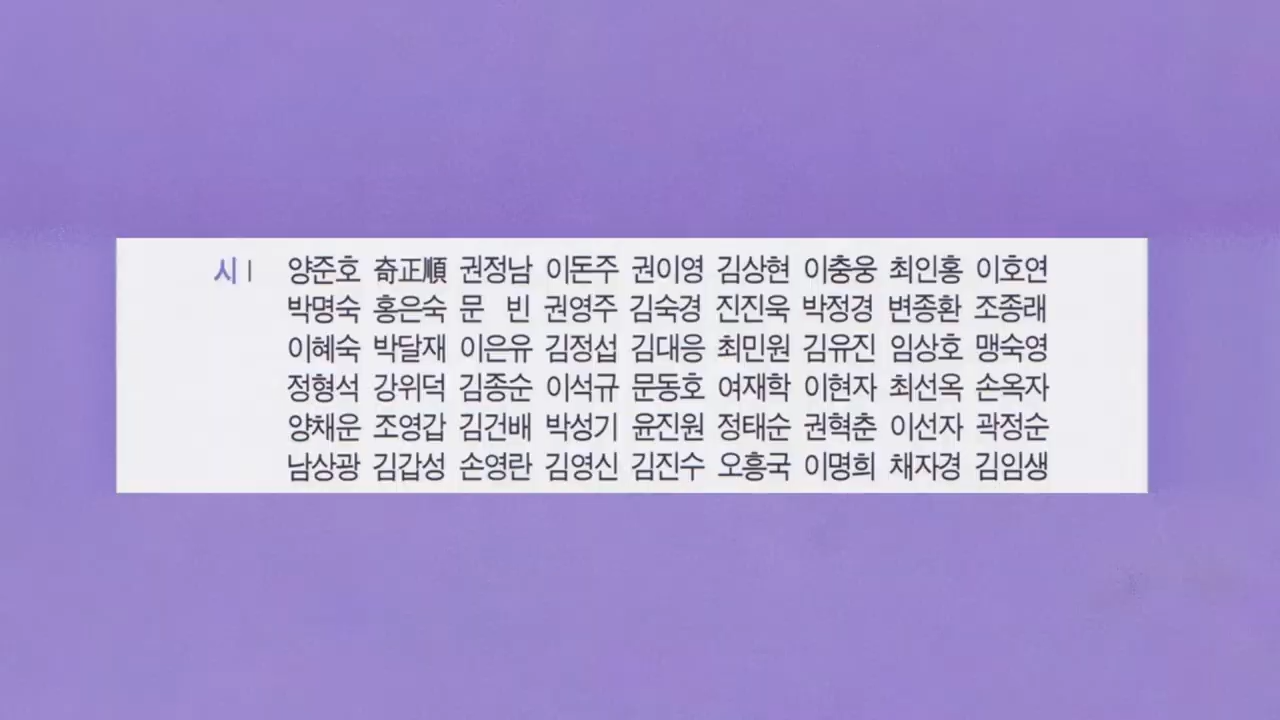 시 | 양준호 奇正順 권정남 이돈주 권이영 김상현 이충웅 최인홍 이호연
박명숙 홍은숙 문 빈 권영주 김숙경 진진욱 박정경 변종환 조종래
이혜숙 박달재 이은유 김정섭 김대응 최민원 김유진 임상호 맹숙영
정형석 강위덕 김종순 이석규 문동호 여재학 이현자 최선옥 손옥자
양채운 조영갑 김건배 박성기 윤진원 정태순 권혁춘 이선자 곽정순
남상광 김갑성 손영란 김영신 김진수 오흥국 이명희 채자경 김임생